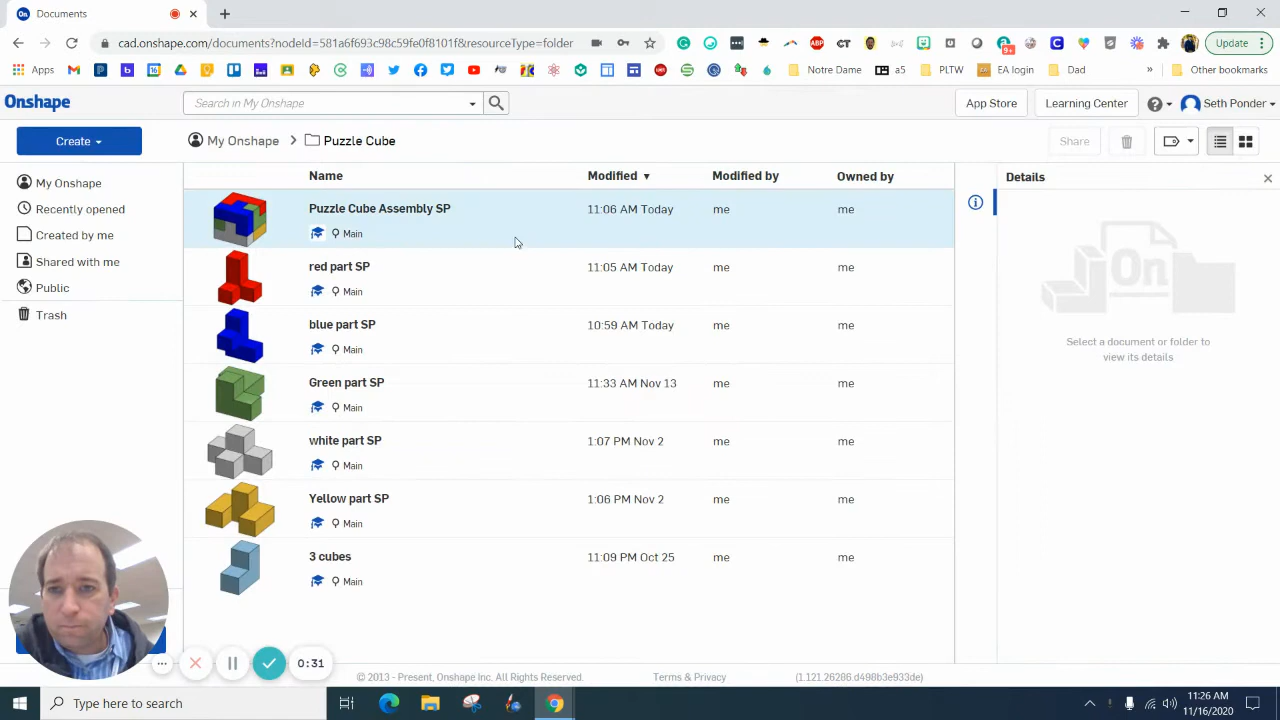 Documents
cad.onshape.com/documents?nodeId=581a6f693c98c59fe0f8101f8resourceType=folder
Update
Apps
Notre Dame
a5
PLTW
EA login
Dad
»
Other bookmarks
Onshape
Search in My Onshape
App Store
Learning Center
Seth Ponder
Create
My Onshape
Puzzle Cube
Share
My Onshape
Recently opened
Created by me
Shared with me
Public
Trash
Name Modified Modified by Owned by
Puzzle Cube Assembly SP 11:06 AM Today me me
Main
red part SP 11:05 AM Today me me
Main
blue part SP 10:59 AM Today me me
Main
Green part SP 11:33 AM Nov 13 me me
Main
white part SP 1:07 PM Nov 2 me me
Main
Yellow part SP 1:06 PM Nov 2 me me
Main
3 cubes 11:09 PM Oct 25 me me
Main
Details
On
Select a document or folder to
view its details
0:31
© 2013 - Present, Onshape Inc. All Rights Reserved. Terms & Privacy (1.121.26286.d498b3e933de)
Type here to search
11:26 AM
11/16/2020